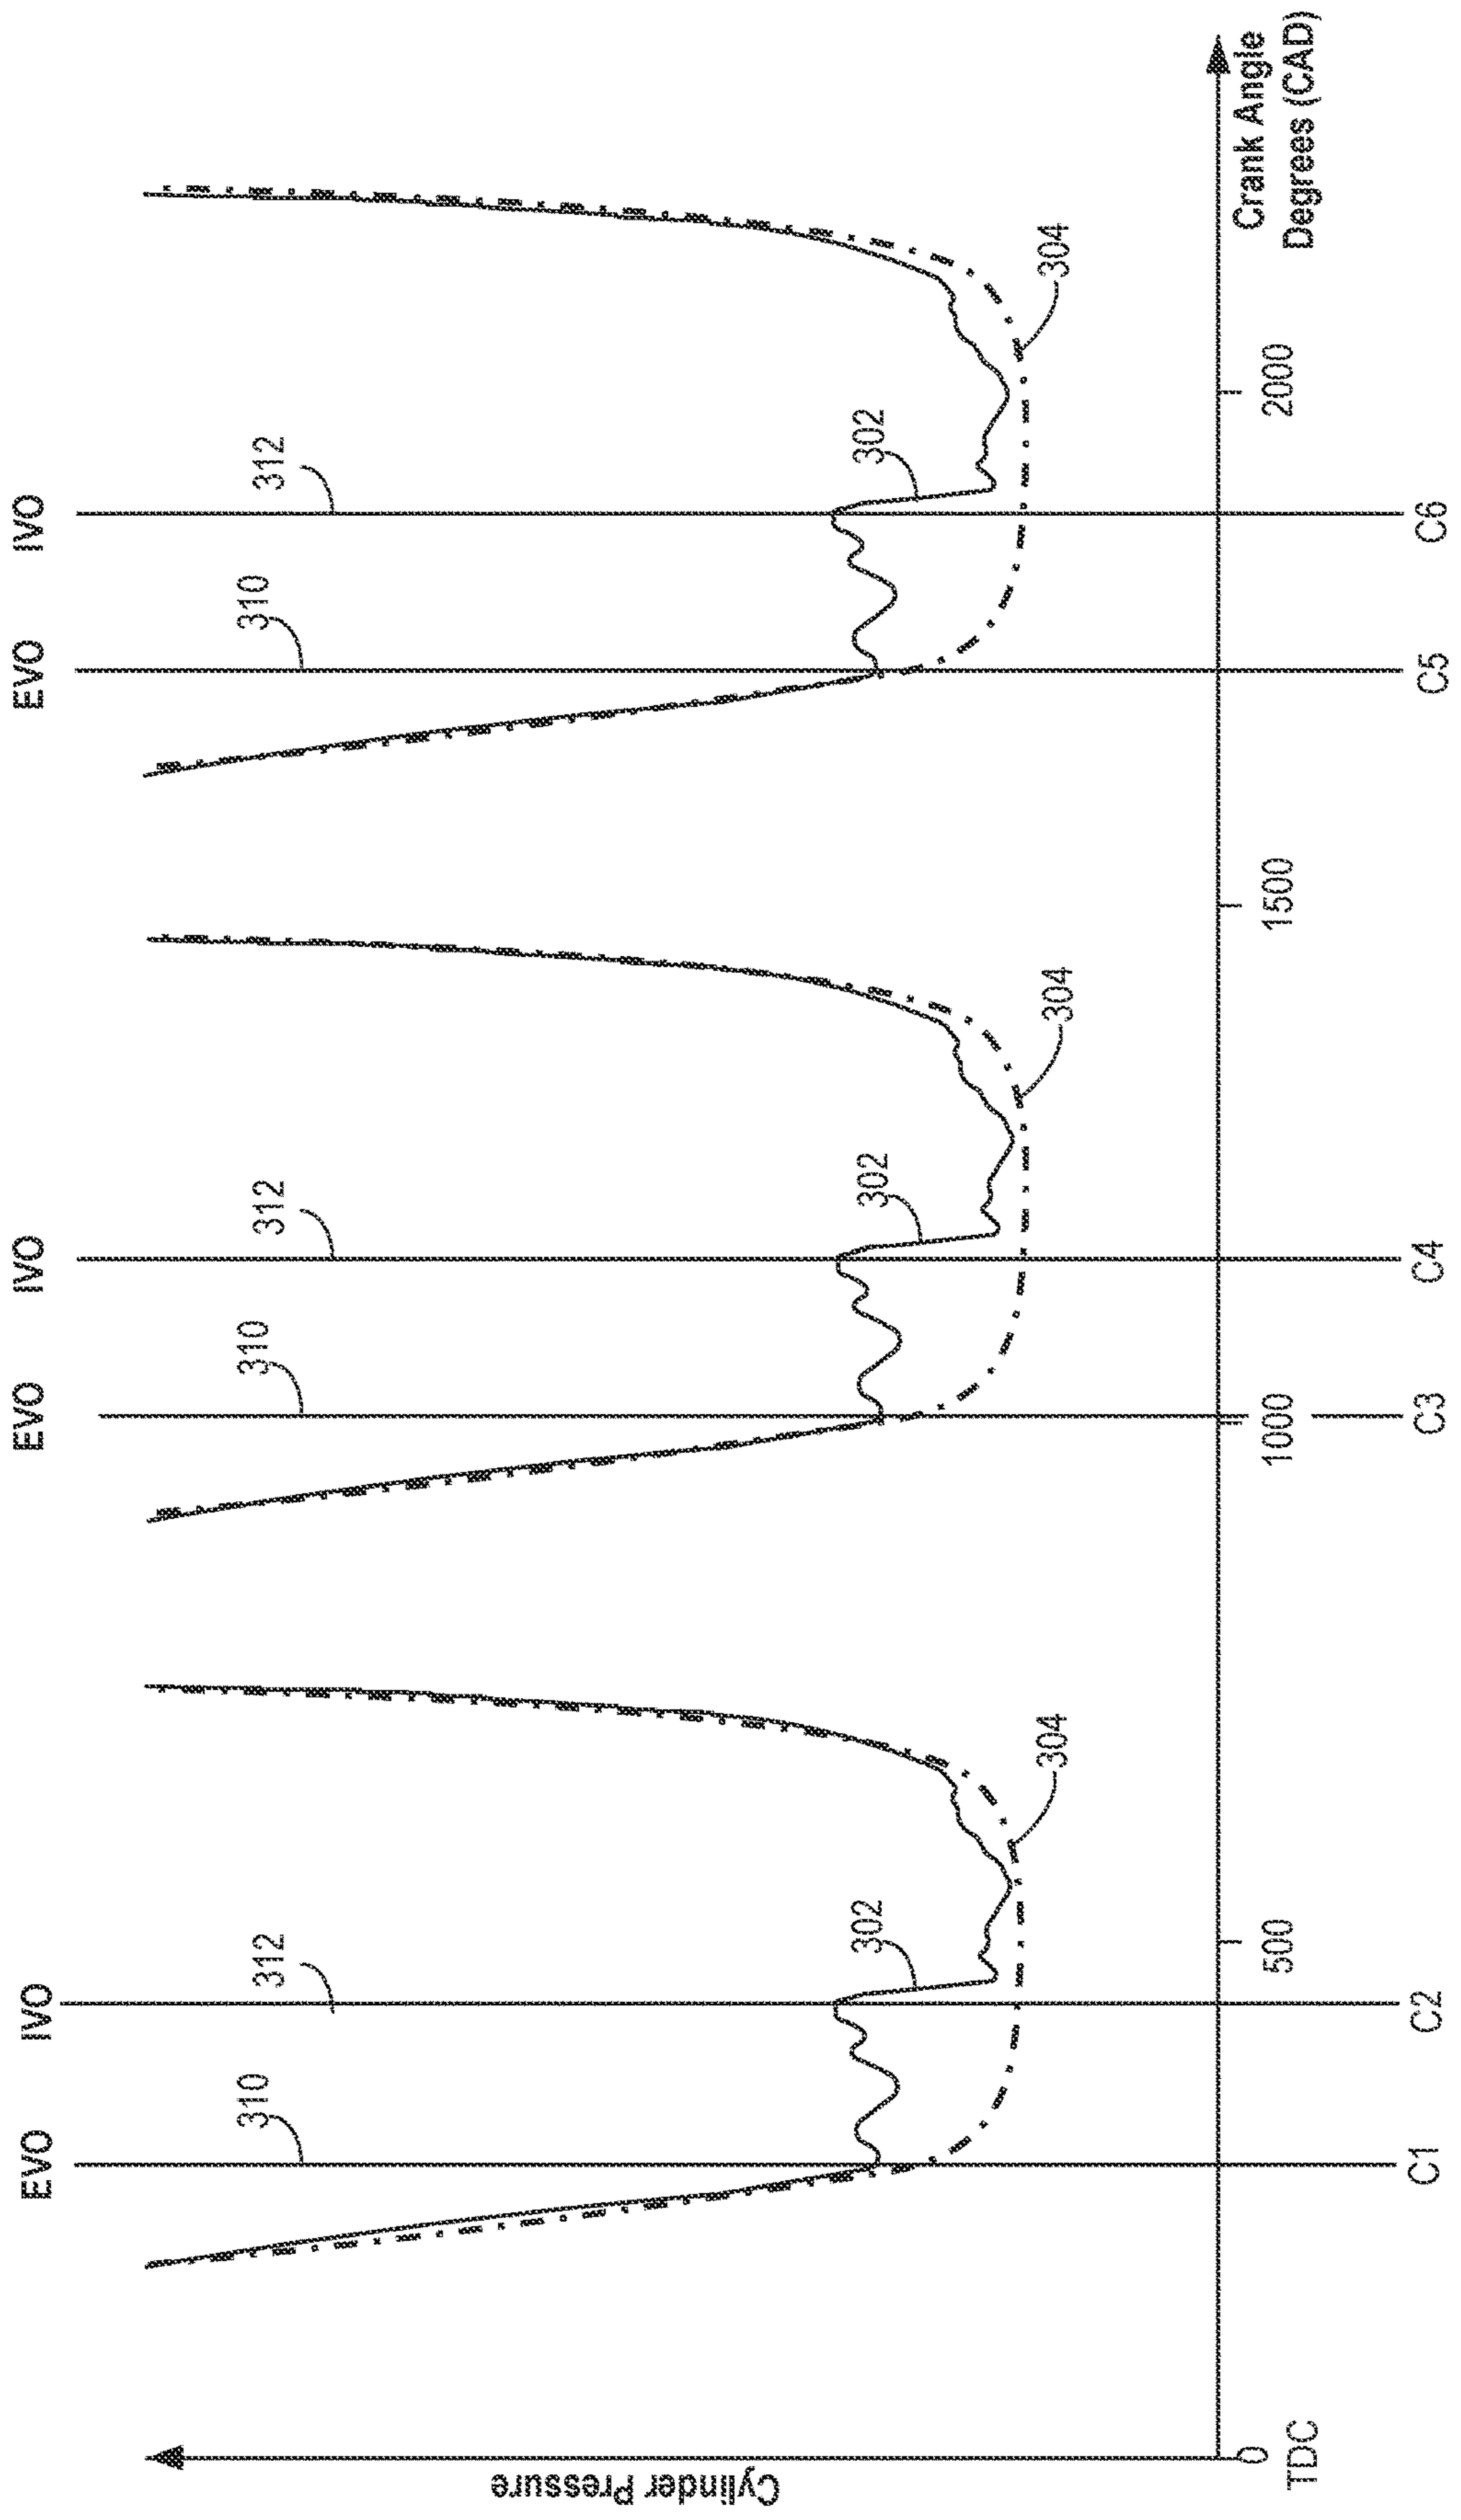 EVO
IVO
EVO
IVO
EVO
IVO
310
312
310
312
310
312
302
302
302
304
304
304
Cylinder Pressure
0
500
1000
1500
2000
TDC
Crank Angle
Degrees (CAD)
C1
C2
C3
C4
C5
C6